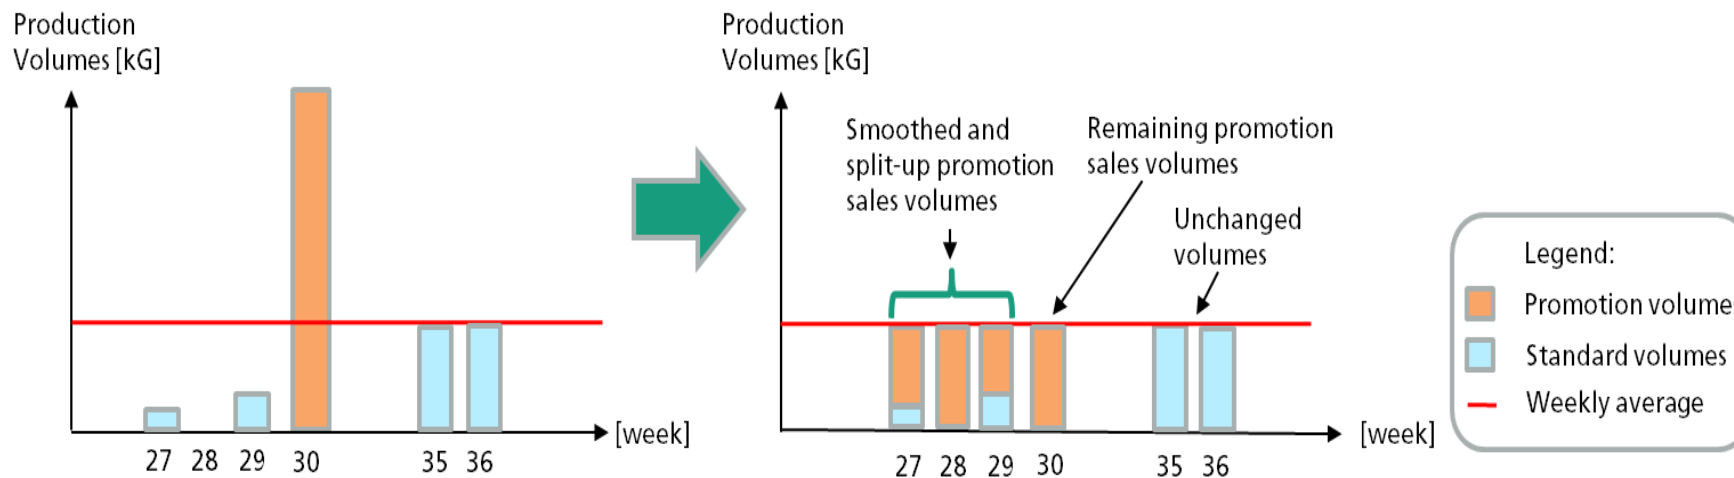 Production
Volumes [kG]
27 28 29 30 35 36
[week]
Production
Volumes [kG]
Smoothed and
split-up promotion
sales volumes
Remaining promotion
sales volumes
Unchanged
volumes
27 28 29 30 35 36
[week]
Legend:
Promotion volume
Standard volumes
Weekly average